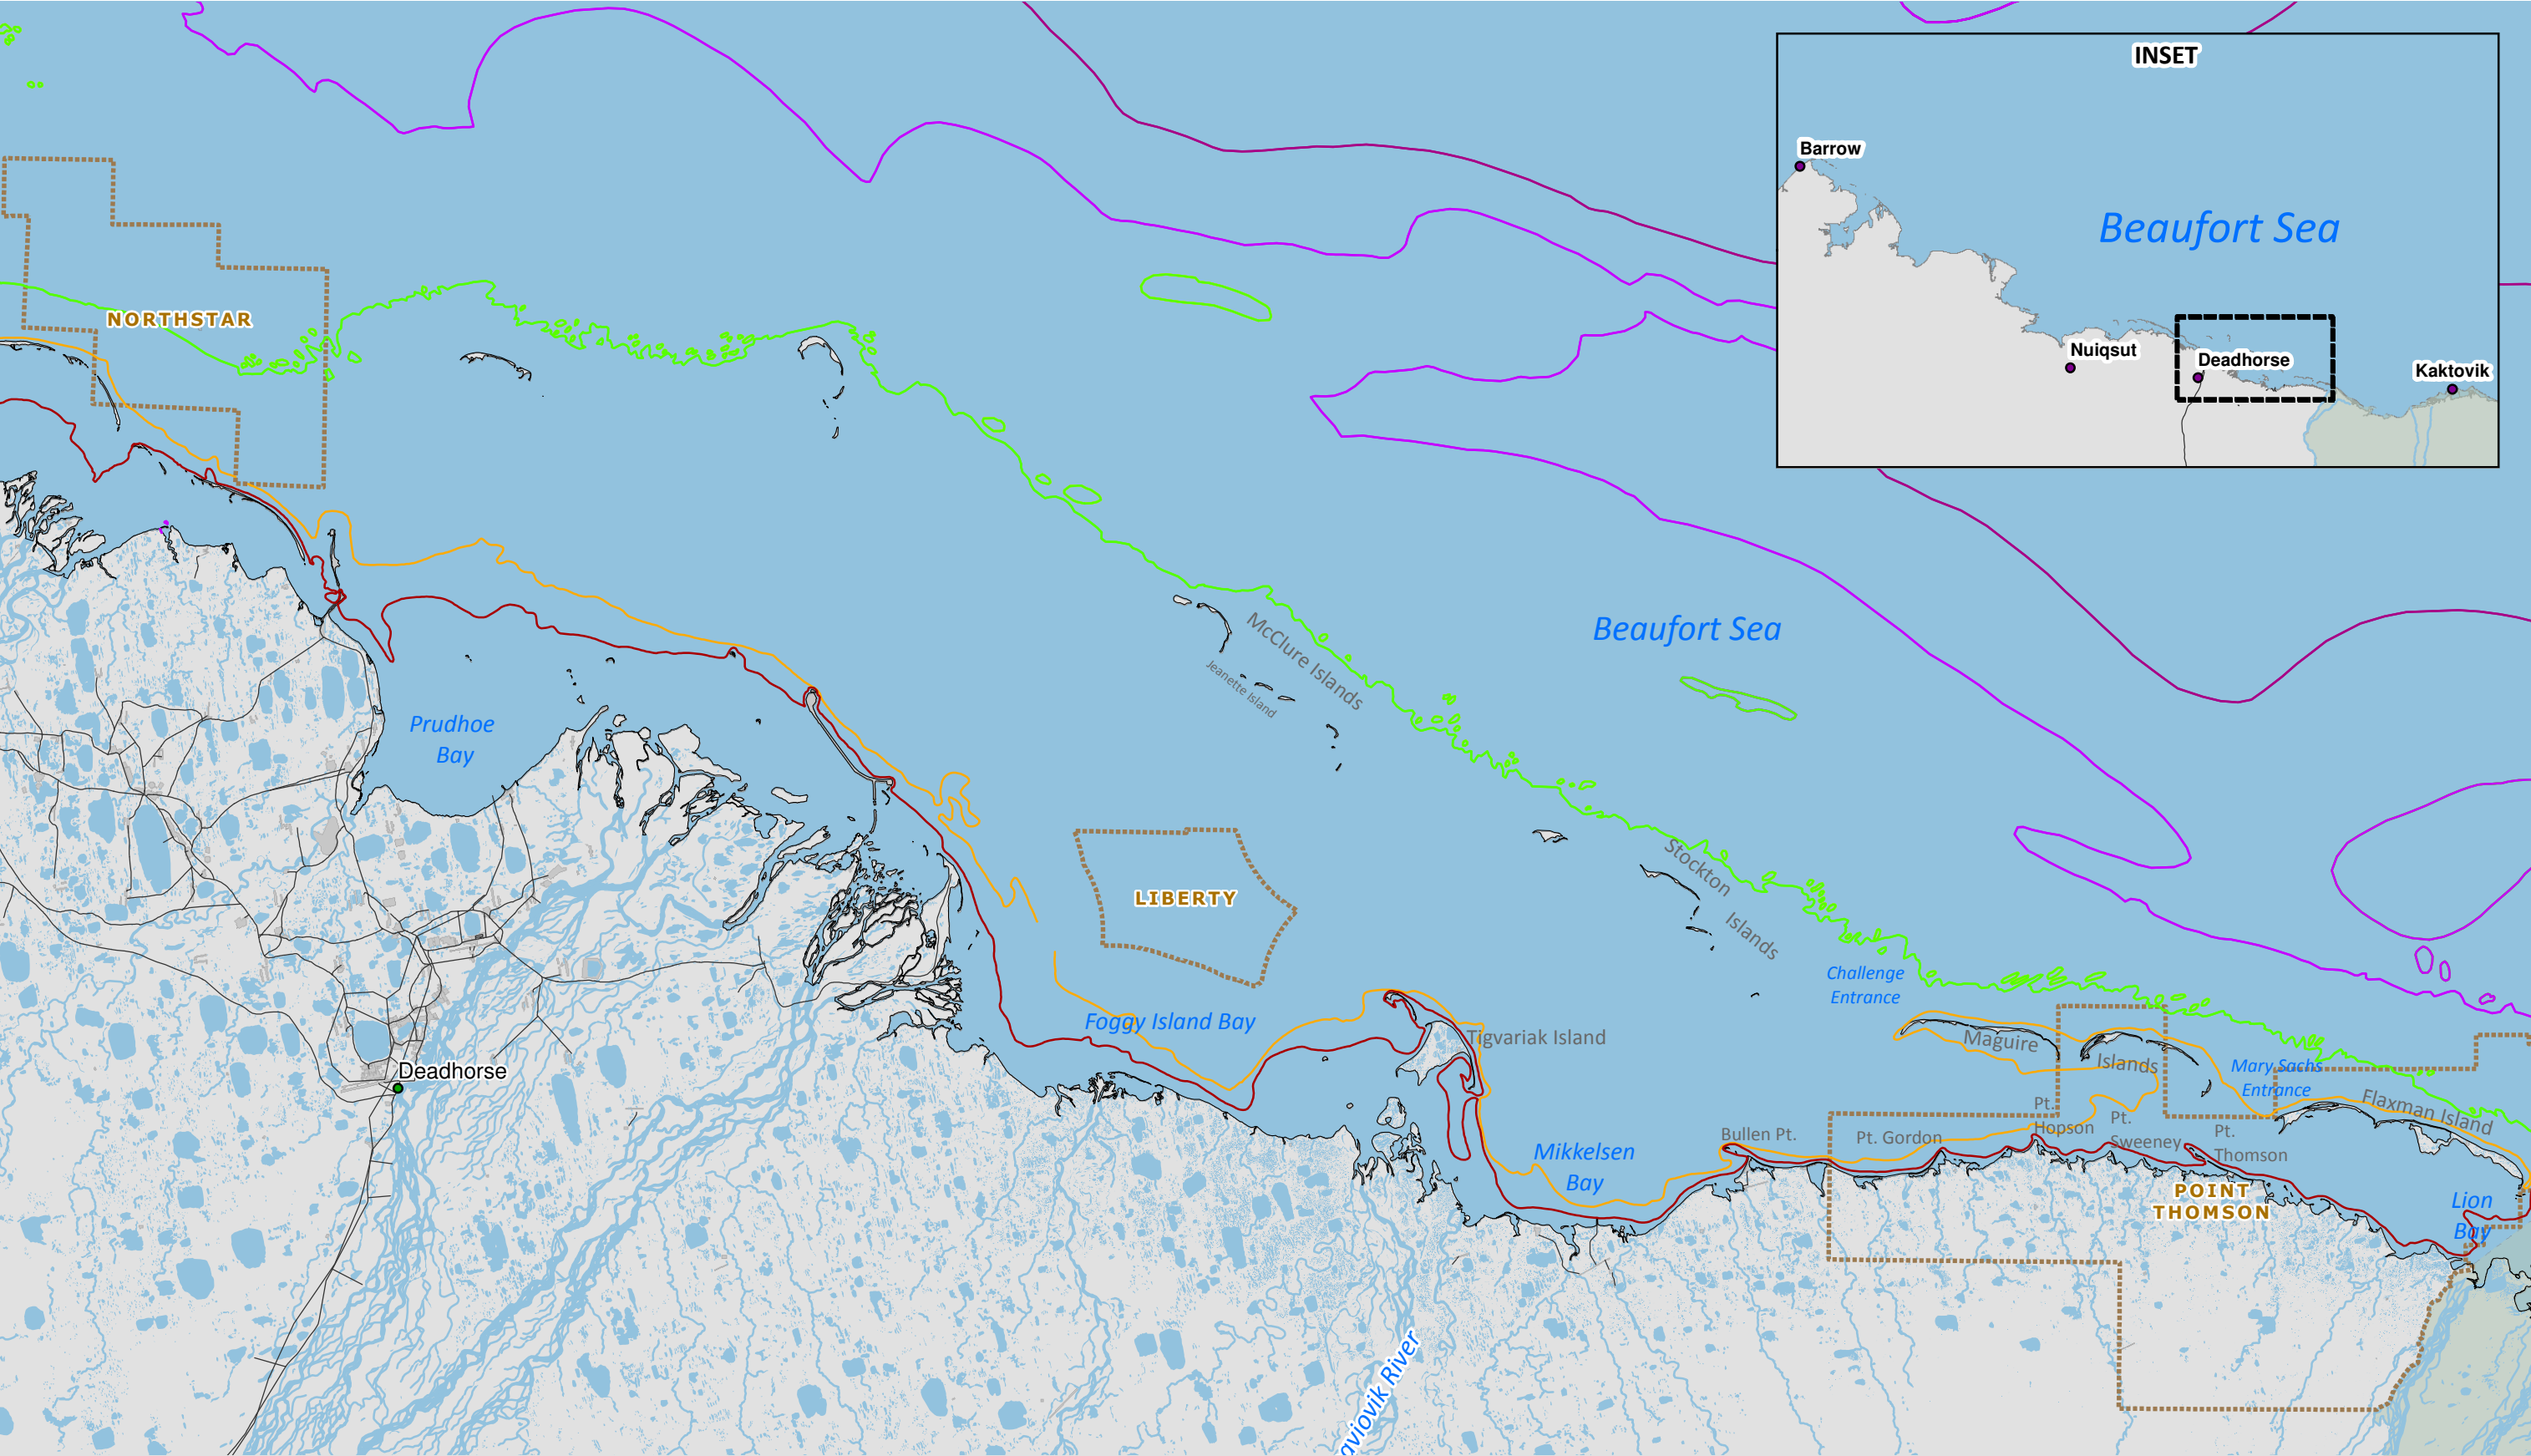 INSET
Barrow
Beaufort Sea
Nuiqsut
Deadhorse
Kaktovik
NORTHSTAR
Beaufort Sea
McClure Islands
Jeanette Island
Prudhoe
Bay
LIBERTY
Stockton
Islands
Challenge
Entrance
Foggy Island Bay
Tigvariak Island
Maguire
Islands
Mary Sachs
Entrance
Deadhorse
Flaxman Island
Pt.
Hopson
Pt.
Sweeney
Pt.
Thomson
Bullen Pt.
Pt. Gordon
Mikkelsen
Bay
POINT
THOMSON
Lion
Bay
River